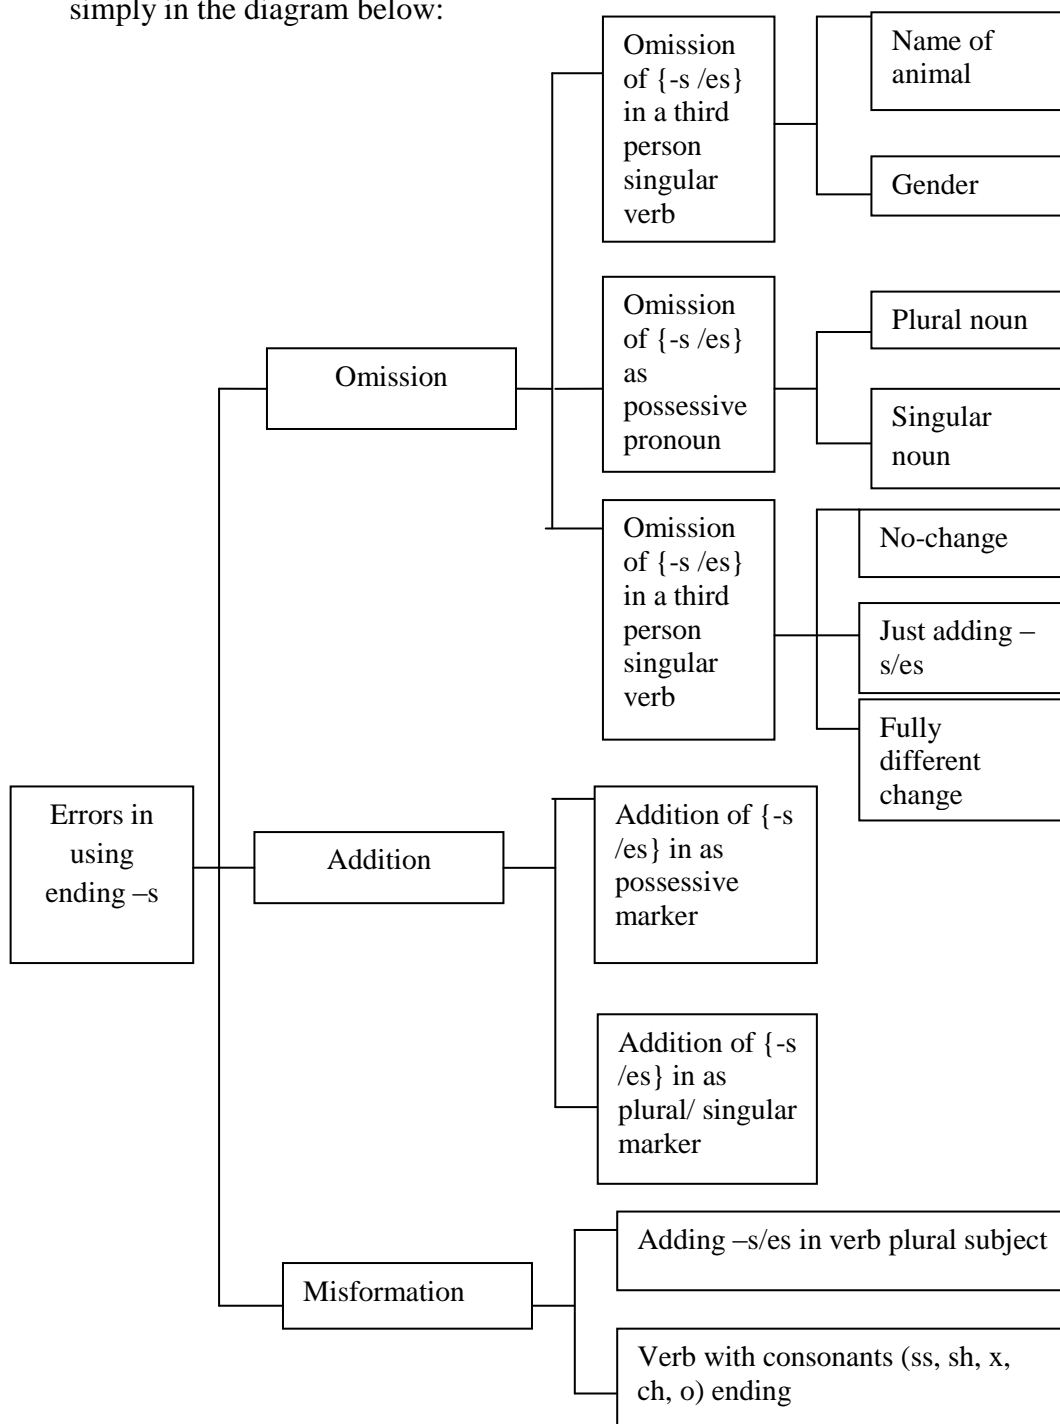 simply in the diagram below:
Omission
of {-s /es}
in a third
person
singular
verb
Name of
animal
Gender
Omission
of {-s /es}
as
possessive
pronoun
Plural noun
Singular
noun
Omission
Omission
of {-s /es}
in a third
person
singular
verb
No-change
Just adding –
s/es
Fully
different
change
Errors in
using
ending –s
Addition
Addition of {-s
/es} in as
possessive
marker
Addition of {-s
/es} in as
plural/ singular
marker
Misformation
Adding –s/es in verb plural subject
Verb with consonants (ss, sh, x,
ch, o) ending